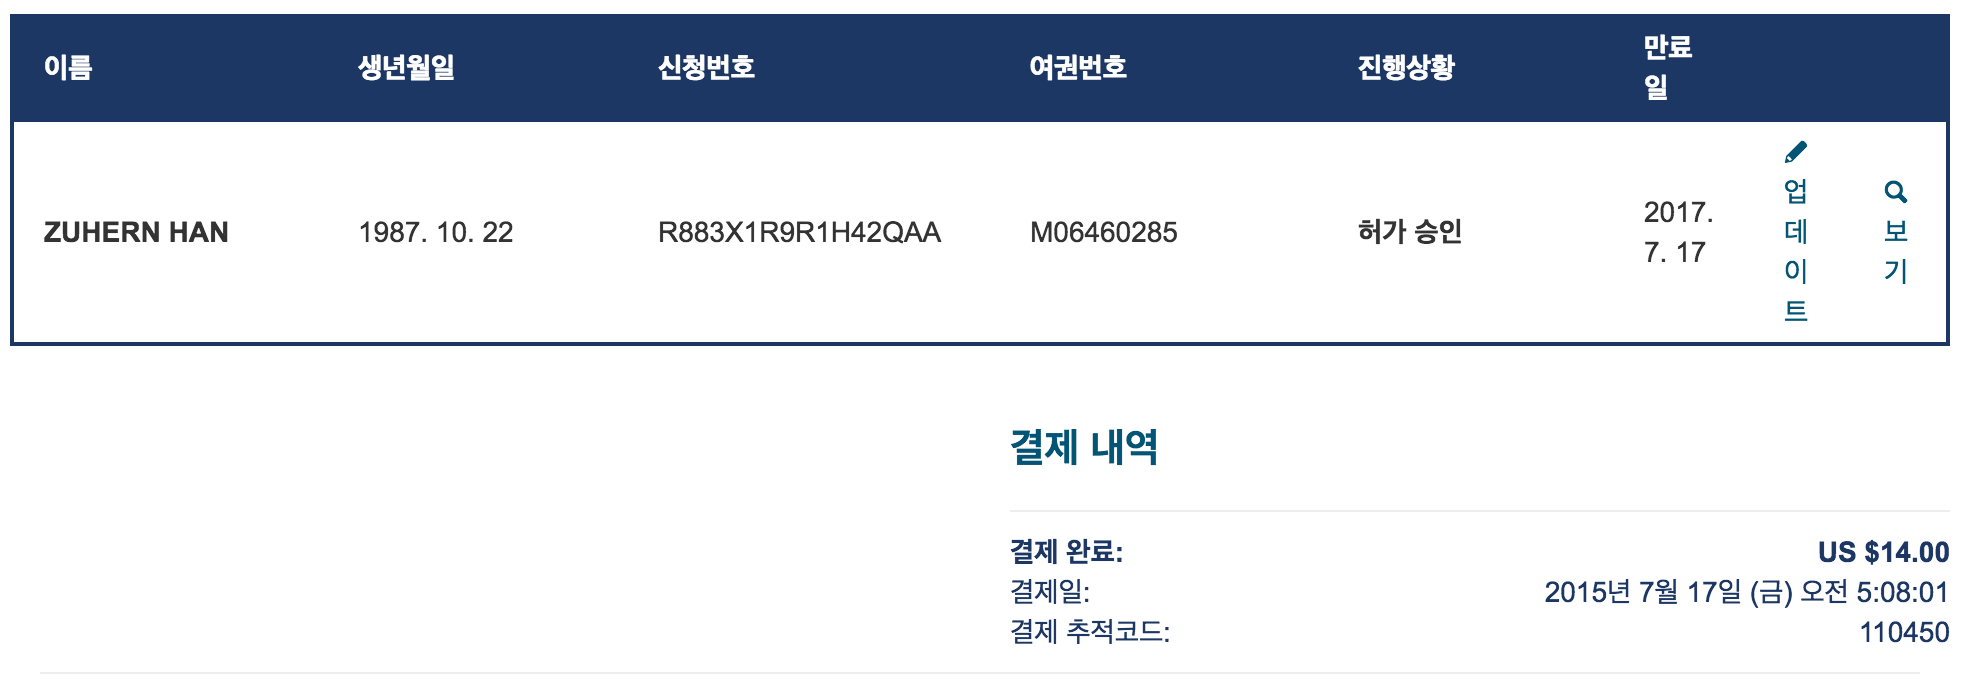 이름 생년월일 신청번호 여권번호 진행상황 만료
일
ZUHERN HAN 1987. 10. 22 R883X1R9R1H42QAA M06460285 허가 승인 2017.
7. 17
업
데
이
트
보
기
결제 내역
결제 완료: US $14.00
결제일: 2015년 7월 17일 (금) 오전 5:08:01
결제 추적코드: 110450